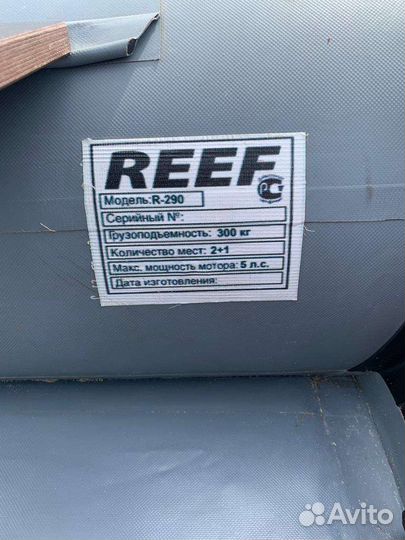 REEF
Модель:R-290
Серийный №:
Грузоподъемность: 300 кг
Количество мест: 2+1
Макс. мощность мотора: 5 л.с.
Дата изготовления:
Avito